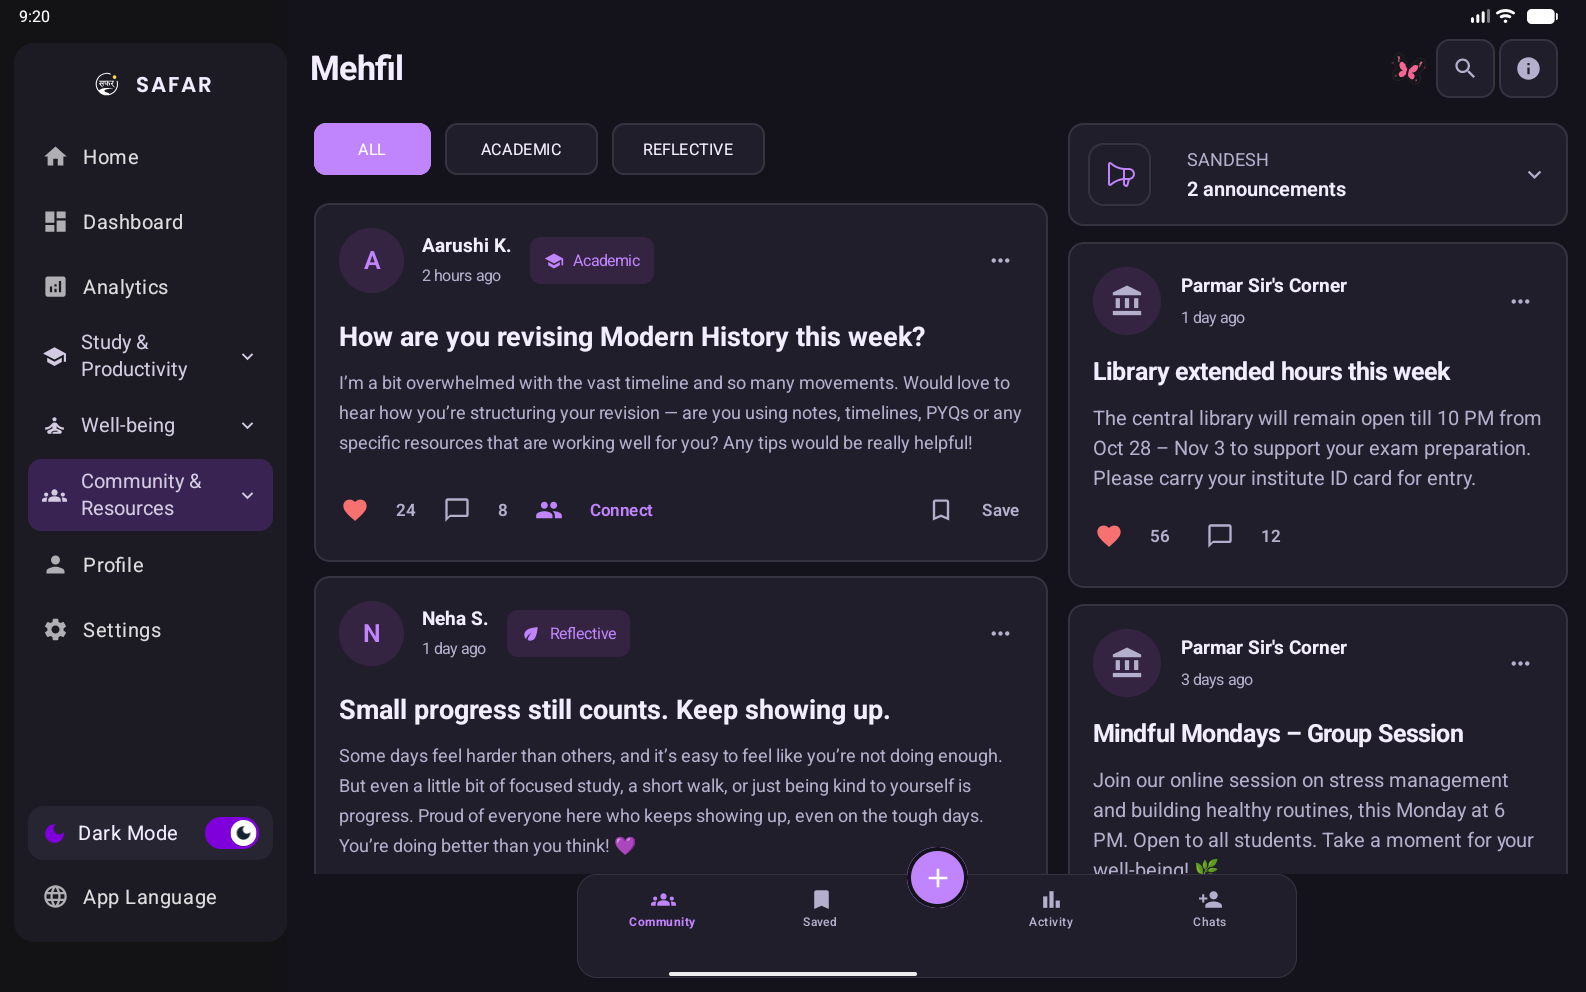 9:20
सफर
SAFAR
Home
Dashboard
Analytics
Study &
Productivity
Well-being
Community &
Resources
Profile
Settings
Dark Mode
App Language
Mehfil
ALL
ACADEMIC
REFLECTIVE
A
Aarushi K.
2 hours ago
Academic
How are you revising Modern History this week?
I’m a bit overwhelmed with the vast timeline and so many movements. Would love to
hear how you’re structuring your revision — are you using notes, timelines, PYQs or any
specific resources that are working well for you? Any tips would be really helpful!
24
8
Connect
Save
N
Neha S.
1 day ago
Reflective
Small progress still counts. Keep showing up.
Some days feel harder than others, and it’s easy to feel like you’re not doing enough.
But even a little bit of focused study, a short walk, or just being kind to yourself is
progress. Proud of everyone here who keeps showing up, even on the tough days.
You’re doing better than you think! 💜
SANDESH
2 announcements
Parmar Sir's Corner
1 day ago
Library extended hours this week
The central library will remain open till 10 PM from
Oct 28 – Nov 3 to support your exam preparation.
Please carry your institute ID card for entry.
56
12
Parmar Sir's Corner
3 days ago
Mindful Mondays – Group Session
Join our online session on stress management
and building healthy routines, this Monday at 6
PM. Open to all students. Take a moment for your
well-being! 🌿
Community
Saved
Activity
Chats